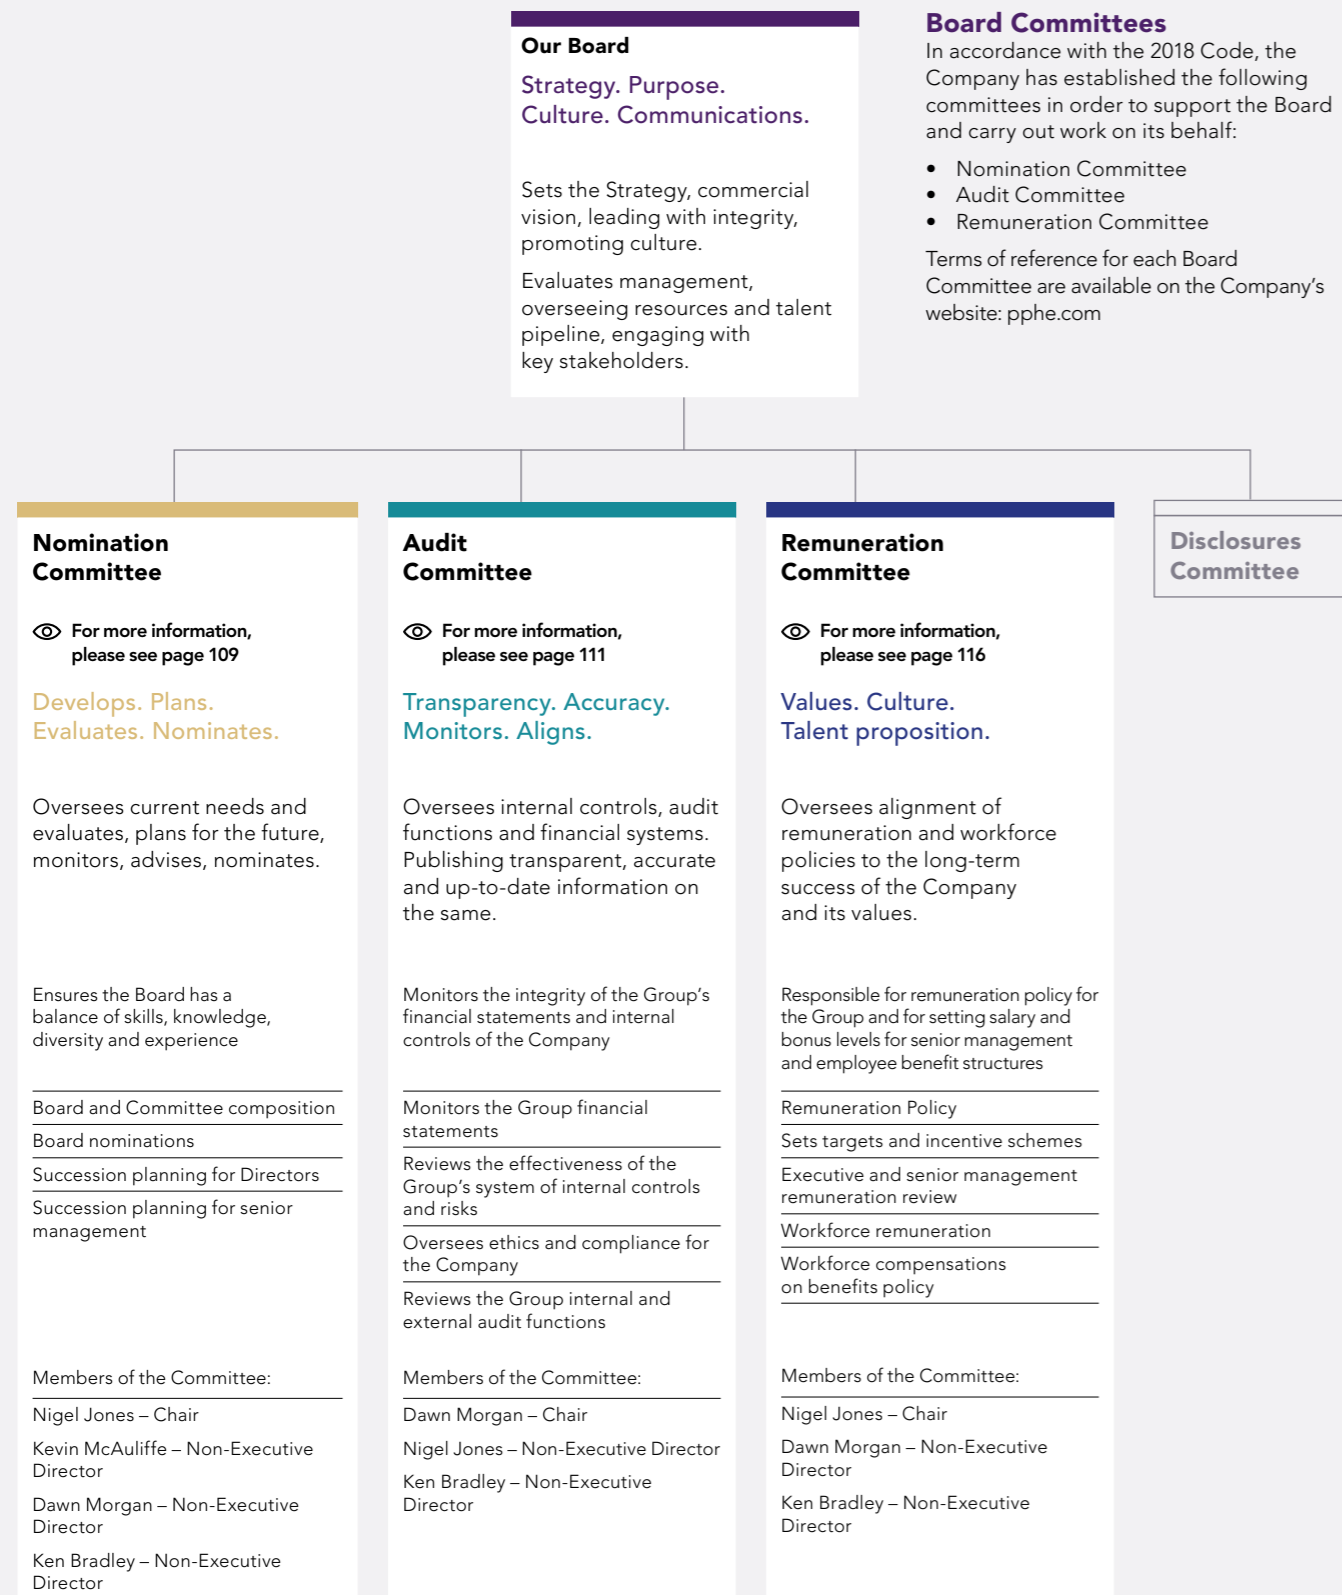 Our Board
Strategy. Purpose.
Culture. Communications.
Sets the Strategy, commercial
vision, leading with integrity,
promoting culture.
Evaluates management,
overseeing resources and talent
pipeline, engaging with
key stakeholders.
Board Committees
In accordance with the 2018 Code, the
Company has established the following
committees in order to support the Board
and carry out work on its behalf:
• Nomination Committee
• Audit Committee
• Remuneration Committee
Terms of reference for each Board
Committee are available on the Company's
website: pphe.com
Nomination
Committee
For more information,
please see page 109
Develops. Plans.
Evaluates. Nominates.
Oversees current needs and
evaluates, plans for the future,
monitors, advises, nominates.
Ensures the Board has a
balance of skills, knowledge,
diversity and experience
Board and Committee composition
Board nominations
Succession planning for Directors
Succession planning for senior
management
Members of the Committee:
Nigel Jones – Chair
Kevin McAuliffe – Non-Executive
Director
Dawn Morgan – Non-Executive
Director
Ken Bradley – Non-Executive
Director
Audit
Committee
For more information,
please see page 111
Transparency. Accuracy.
Monitors. Aligns.
Oversees internal controls, audit
functions and financial systems.
Publishing transparent, accurate
and up-to-date information on
the same.
Monitors the integrity of the Group's
financial statements and internal
controls of the Company
Monitors the Group financial
statements
Reviews the effectiveness of the
Group's system of internal controls
and risks
Oversees ethics and compliance for
the Company
Reviews the Group internal and
external audit functions
Members of the Committee:
Dawn Morgan – Chair
Nigel Jones – Non-Executive Director
Ken Bradley – Non-Executive
Director
Remuneration
Committee
For more information,
please see page 116
Values. Culture.
Talent proposition.
Oversees alignment of
remuneration and workforce
policies to the long-term
success of the Company
and its values.
Responsible for remuneration policy for
the Group and for setting salary and
bonus levels for senior management
and employee benefit structures
Remuneration Policy
Sets targets and incentive schemes
Executive and senior management
remuneration review
Workforce remuneration
Workforce compensations
on benefits policy
Members of the Committee:
Nigel Jones – Chair
Dawn Morgan – Non-Executive
Director
Ken Bradley – Non-Executive
Director
Disclosures
Committee